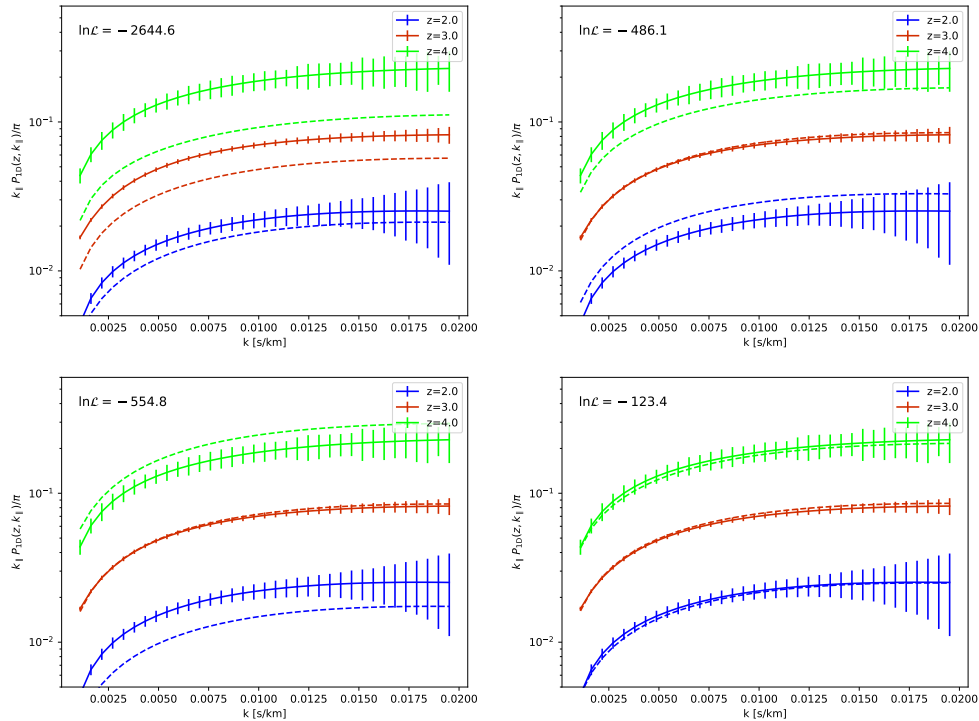 ln𝓛 = −2644.6
z=2.0
z=3.0
z=4.0
k∥ P1D(z, k∥)/π
10⁻¹
10⁻²
0.0025 0.0050 0.0075 0.0100 0.0125 0.0150 0.0175 0.0200
k [s/km]
ln𝓛 = −486.1
z=2.0
z=3.0
z=4.0
k∥ P1D(z, k∥)/π
10⁻¹
10⁻²
0.0025 0.0050 0.0075 0.0100 0.0125 0.0150 0.0175 0.0200
k [s/km]
ln𝓛 = −554.8
z=2.0
z=3.0
z=4.0
k∥ P1D(z, k∥)/π
10⁻¹
10⁻²
0.0025 0.0050 0.0075 0.0100 0.0125 0.0150 0.0175 0.0200
k [s/km]
ln𝓛 = −123.4
z=2.0
z=3.0
z=4.0
k∥ P1D(z, k∥)/π
10⁻¹
10⁻²
0.0025 0.0050 0.0075 0.0100 0.0125 0.0150 0.0175 0.0200
k [s/km]